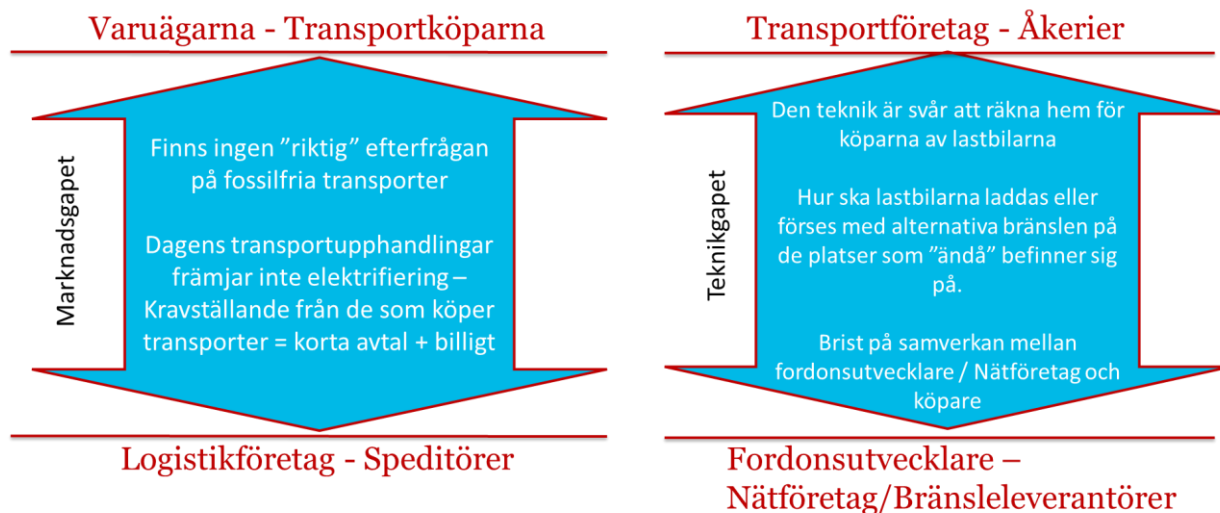 Varuägarna - Transportköparna
Marknadsgapet
Finns ingen ”riktig” efterfrågan
på fossilfria transporter
Dagens transportupphandlingar
främjar inte elektrifiering –
Kravställande från de som köper
transporter = korta avtal + billigt
Logistikföretag - Speditörer
Transportföretag - Åkerier
Teknikgapet
Den teknik är svår att räkna hem för
köparna av lastbilarna
Hur ska lastbilarna laddas eller
förses med alternativa bränslen på
de platser som ”ändå” befinner sig
på.
Brist på samverkan mellan
fordonsutvecklare / Nätföretag och
köpare
Fordonsutvecklare –
Nätföretag/Bränsleleverantörer